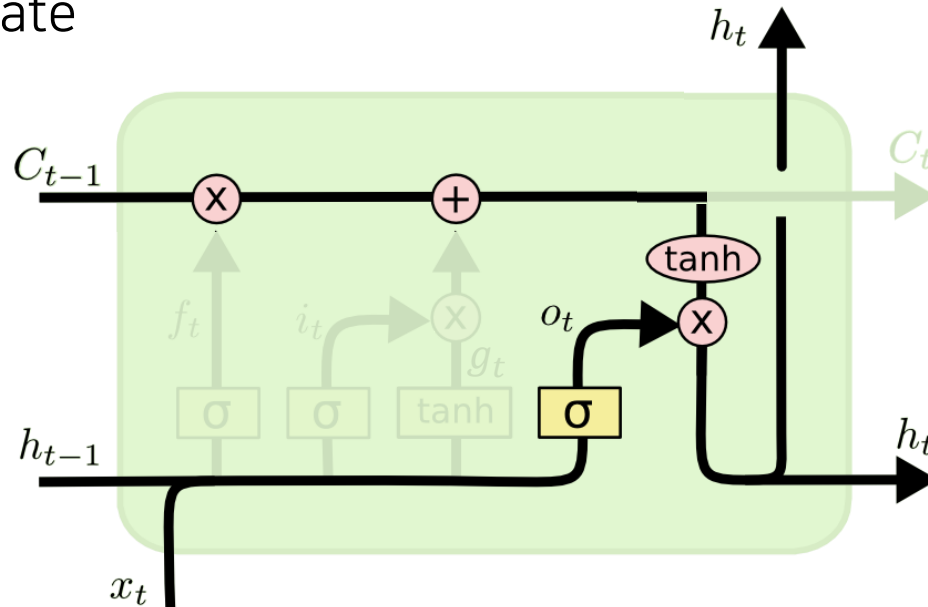 ate
h_t
C_{t-1}
C_t
x
+
tanh
f_t
i_t
x
o_t
x
g_t
σ
σ
tanh
σ
h_{t-1}
h_t
x_t